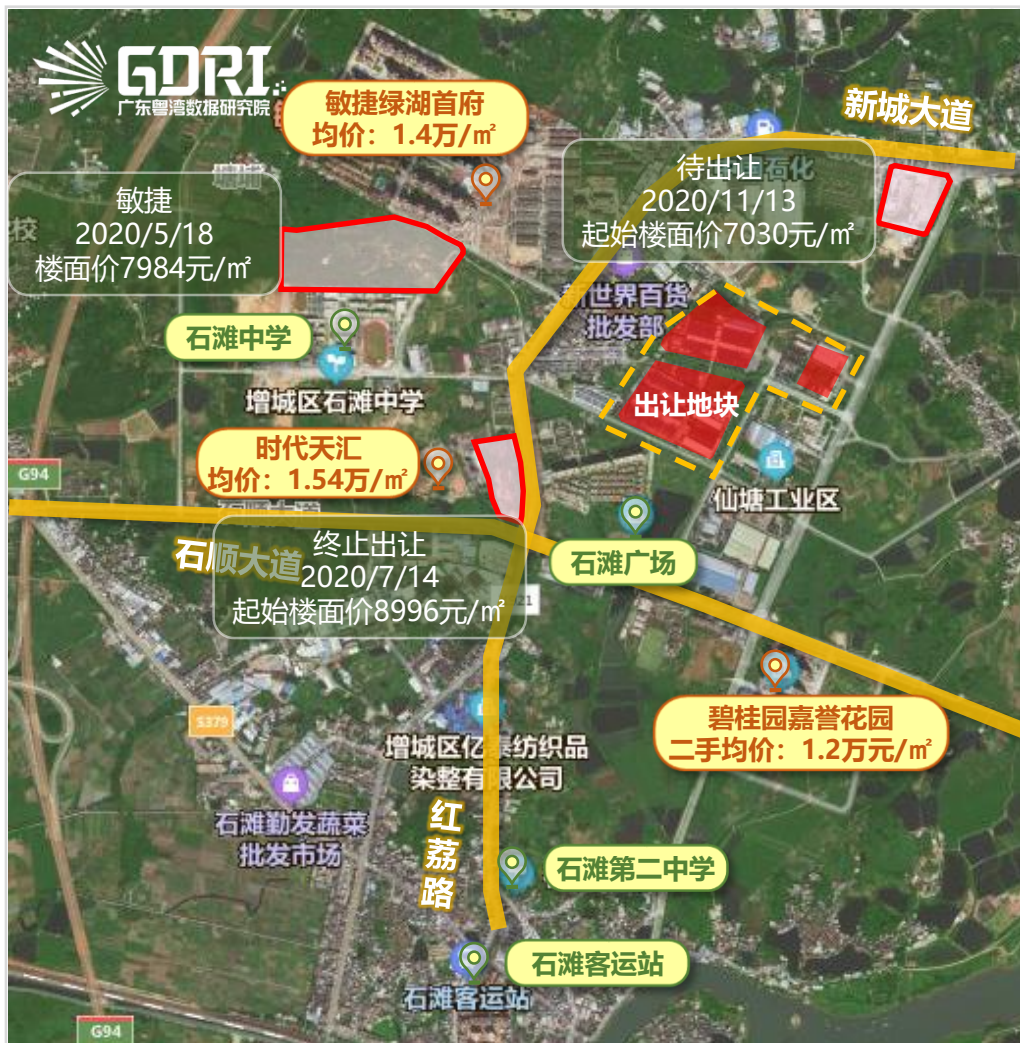 GDRI
广东粤湾数据研究院
敏捷绿湖首府
均价：1.4万/㎡
新城大道
石化
待出让
2020/11/13
起始楼面价7030元/㎡
校
敏捷
2020/5/18
楼面价7984元/㎡
新世界百货
批发部
石滩中学
增城区石滩中学
出让地块
时代天汇
均价：1.54万/㎡
G94
仙塘工业区
石顺大道
终止出让
2020/7/14
起始楼面价8996元/㎡
石滩广场
21
碧桂园嘉誉花园
二手均价：1.2万元/㎡
S379
增城区亿泰纺织品
染整有限公司
石滩勤发蔬菜
批发市场
红荔路
石滩第二中学
石滩客运站
石滩客运站
G94